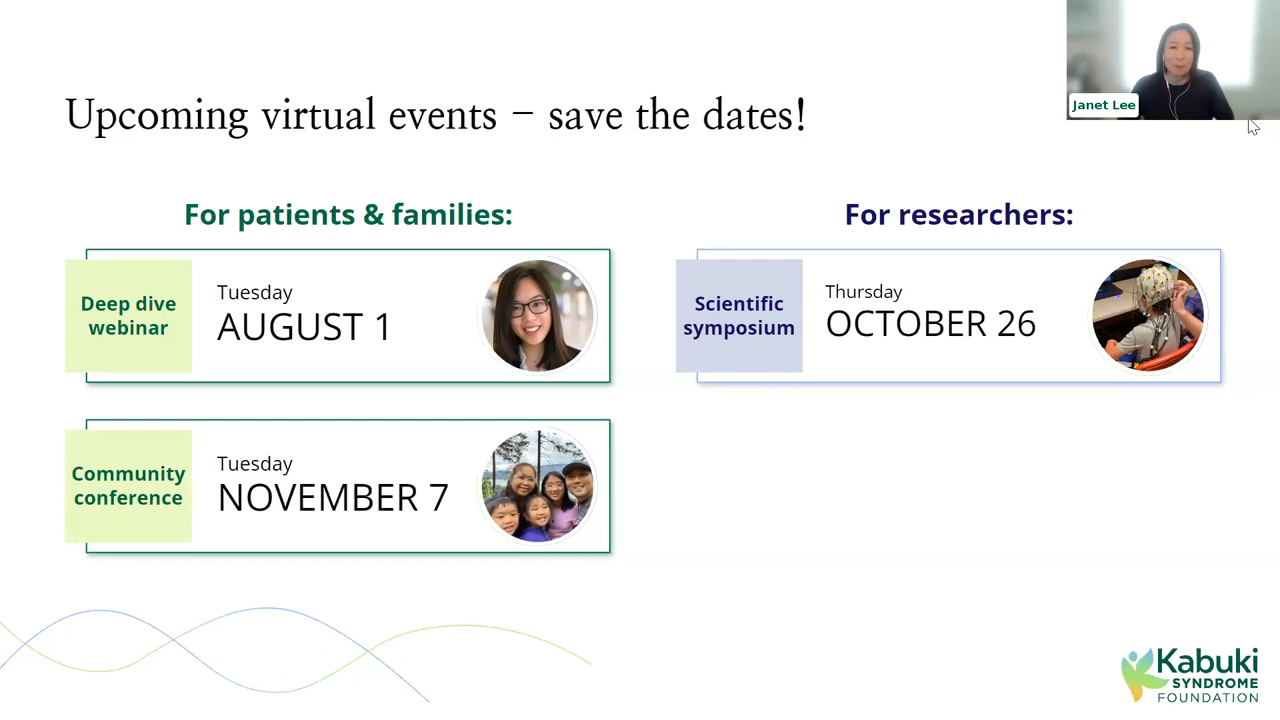 Janet Lee
Upcoming virtual events – save the dates!
For patients & families:
Deep dive
webinar
Tuesday
AUGUST 1
Community
conference
Tuesday
NOVEMBER 7
For researchers:
Scientific
symposium
Thursday
OCTOBER 26
Kabuki
SYNDROME
FOUNDATION